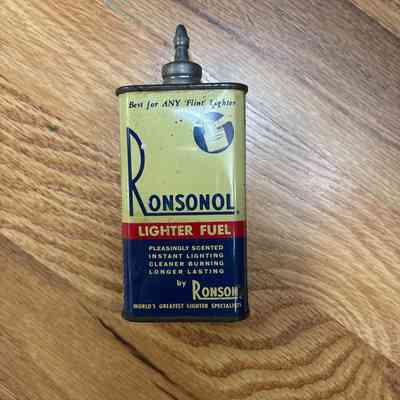 Best for ANY 'Flint' Lighter
RONSONOL
LIGHTER FUEL
PLEASINGLY SCENTED
INSTANT LIGHTING
CLEANER BURNING
LONGER LASTING
by RONSON
WORLD'S GREATEST LIGHTER SPECIALISTS